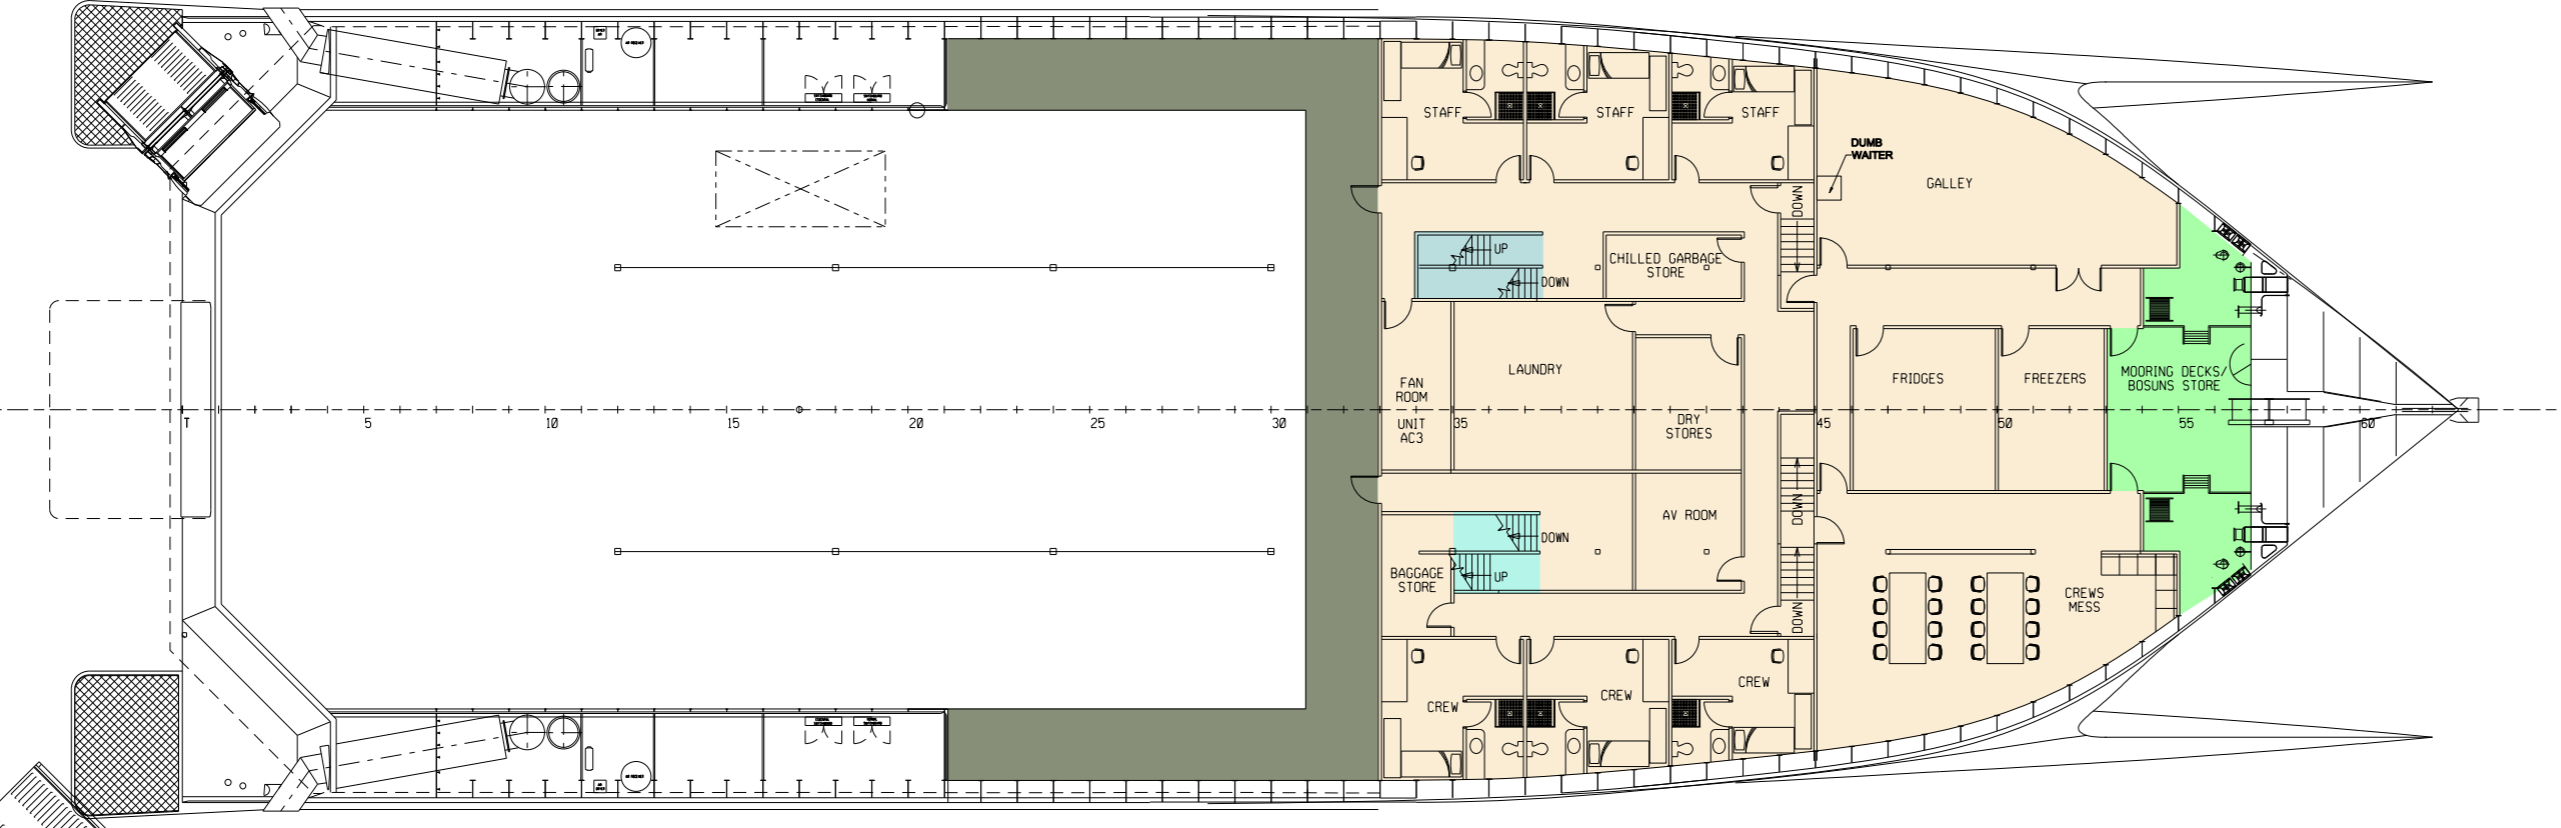 STAFF
STAFF
STAFF
DUMB
WAITER
GALLEY
DOWN
UP
DOWN
CHILLED GARBAGE
STORE
FAN
ROOM
UNIT
AC3
LAUNDRY
DRY
STORES
FRIDGES
FREEZERS
MOORING DECKS/
BOSUNS STORE
T
5
10
15
20
25
30
35
45
50
55
60
DOWN
UP
BAGGAGE
STORE
AV ROOM
DOWN
DOWN
CREWS
MESS
CREW
CREW
CREW